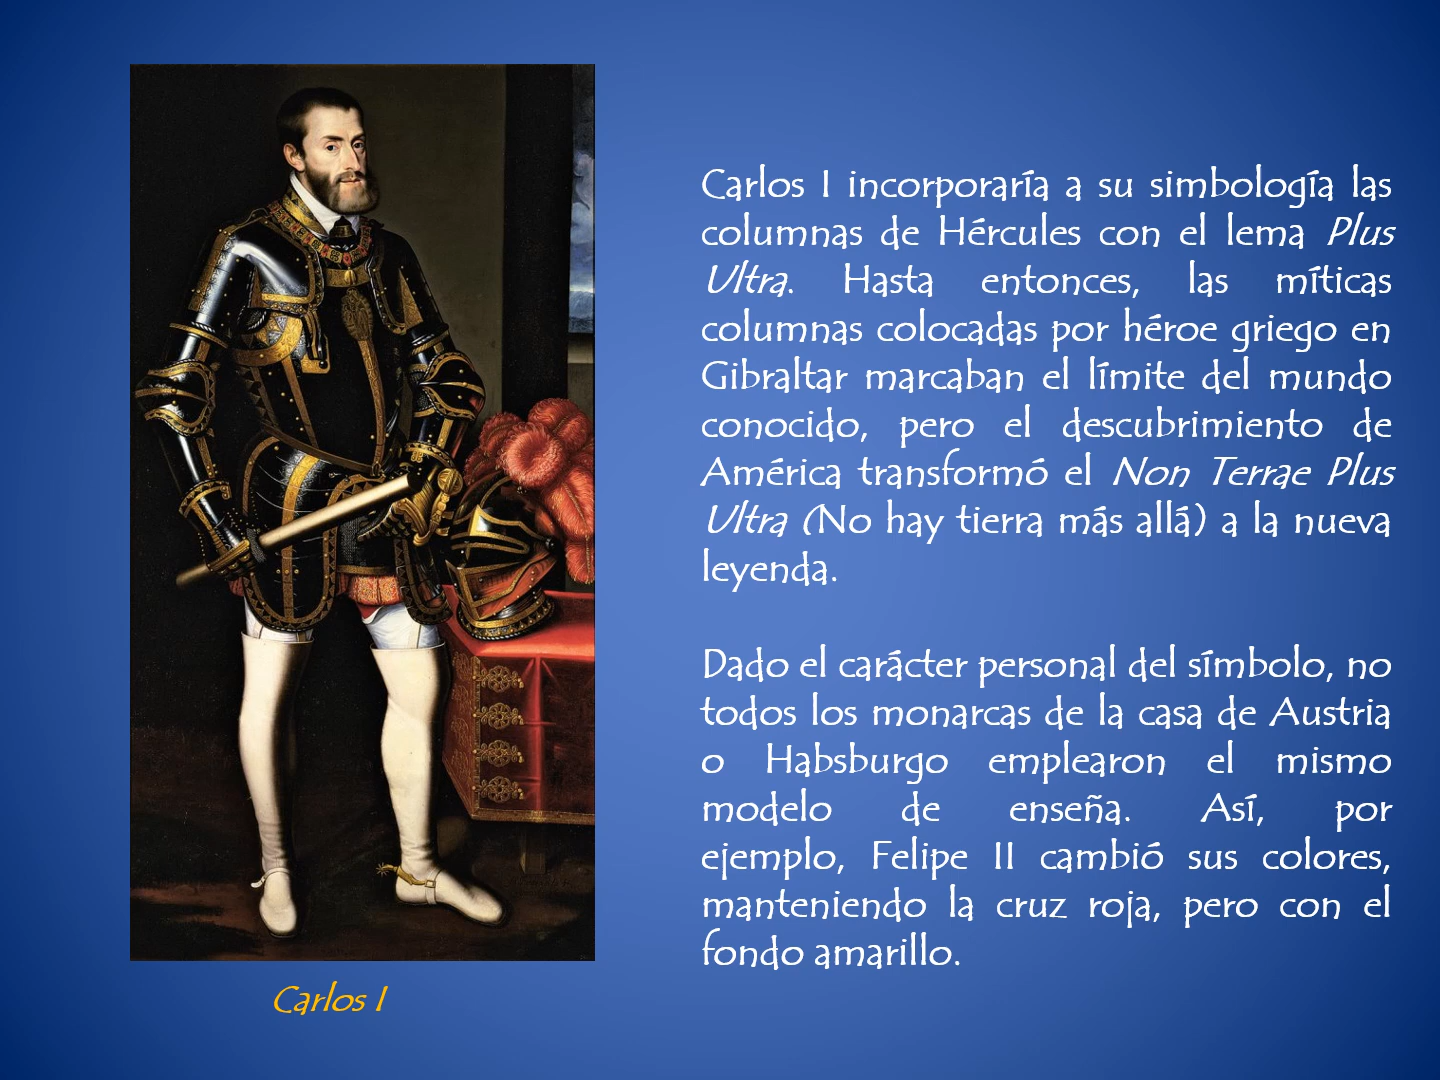 Carlos I incorporaría a su simbología las
columnas de Hércules con el lema Plus
Ultra. Hasta entonces, las míticas
columnas colocadas por héroe griego en
Gibraltar marcaban el límite del mundo
conocido, pero el descubrimiento de
América transformó el Non Terrae Plus
Ultra (No hay tierra más allá) a la nueva
leyenda.
Dado el carácter personal del símbolo, no
todos los monarcas de la casa de Austria
o Habsburgo emplearon el mismo
modelo de enseña. Así, por
ejemplo, Felipe II cambió sus colores,
manteniendo la cruz roja, pero con el
fondo amarillo.
Carlos I